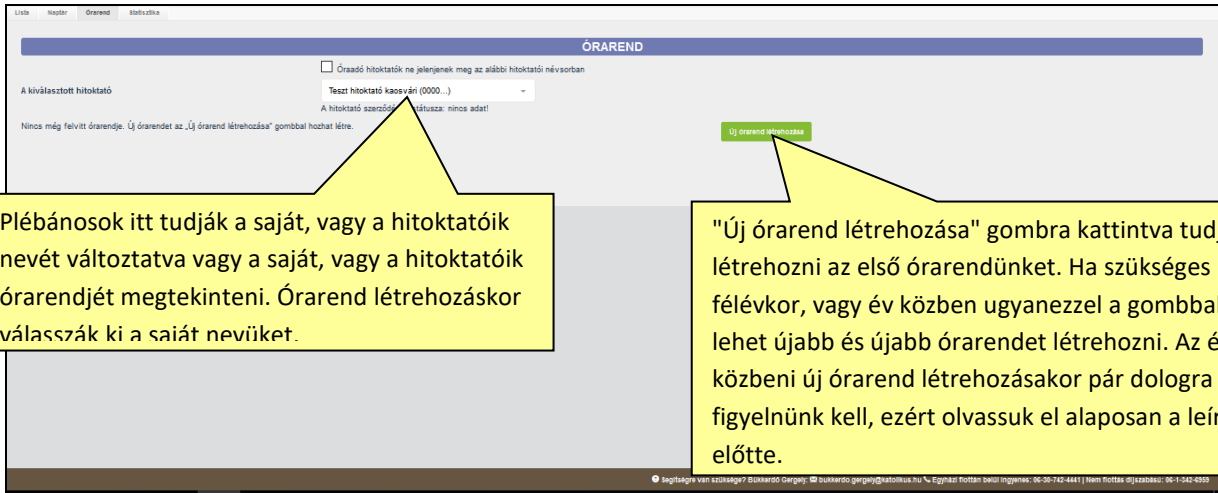 Lista Naptár Órarend Statisztika
ÓRAREND
Óraadó hitoktatók ne jelenjenek meg az alábbi hitoktatói névsorban
A kiválasztott hitoktató
Teszt hitoktató kaosvári (0000...)
A hitoktató szerződé átusza: nincs adat!
Nincs még felvitt órarendje. Új órarendet az „Új órarend létrehozása" gombbal hozhat létre.
Új órarend létrehozása
Plébánosok itt tudják a saját, vagy a hitoktatóik
nevét változtatva vagy a saját, vagy a hitoktatóik
órarendjét megtekinteni. Órarend létrehozáskor
válasszák ki a saját nevüket.
"Új órarend létrehozása" gombra kattintva tudj
létrehozni az első órarendünket. Ha szükséges
félévkor, vagy év közben ugyanezzel a gombbal
lehet újabb és újabb órarendet létrehozni. Az é
közbeni új órarend létrehozásakor pár dologra
figyelnünk kell, ezért olvassuk el alaposan a leír
előtte.
Segítségre van szüksége? Bükkerdő Gergely: bukkerdo.gergely@katolikus.hu Egyházi flottán belül ingyenes: 06-30-742-4441 | Nem flottás díjszabású: 06-1-342-6959